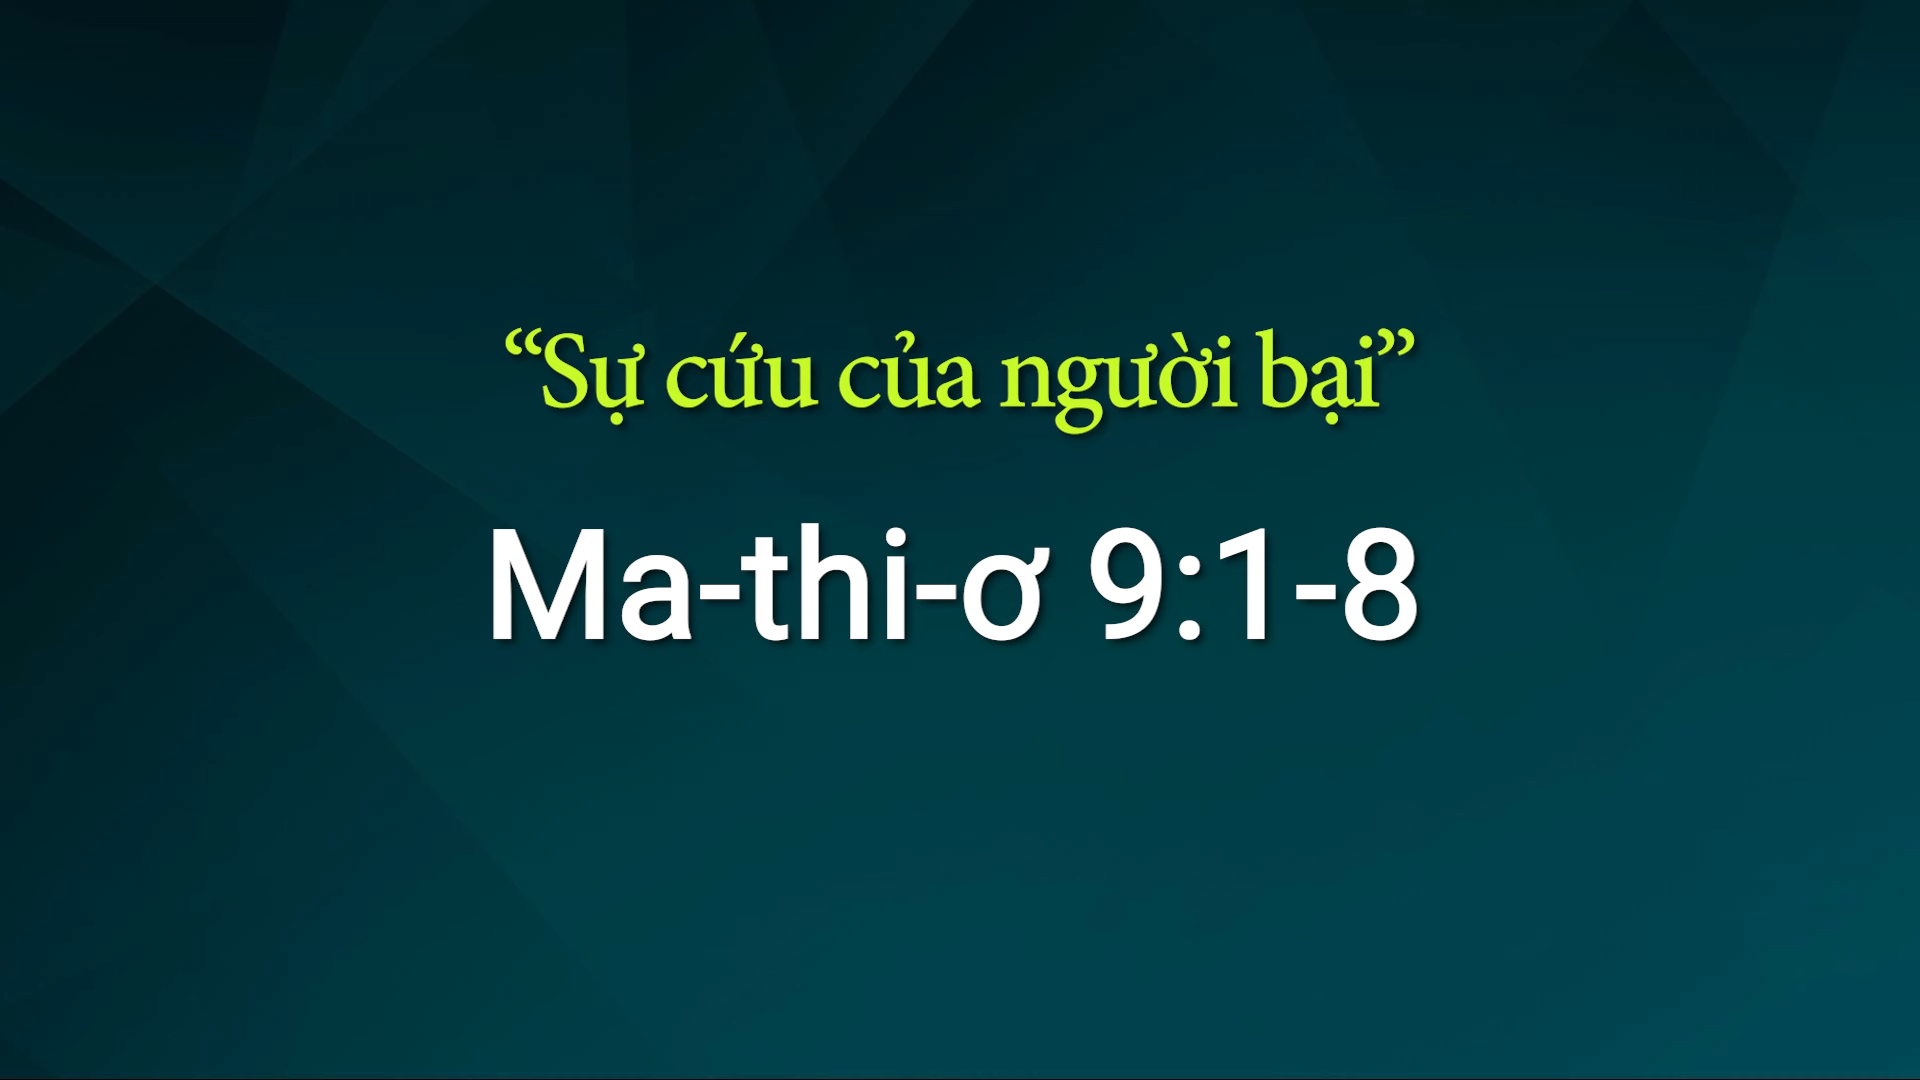 “Sự cứu của người bại”
Ma-thi-ơ 9:1-8